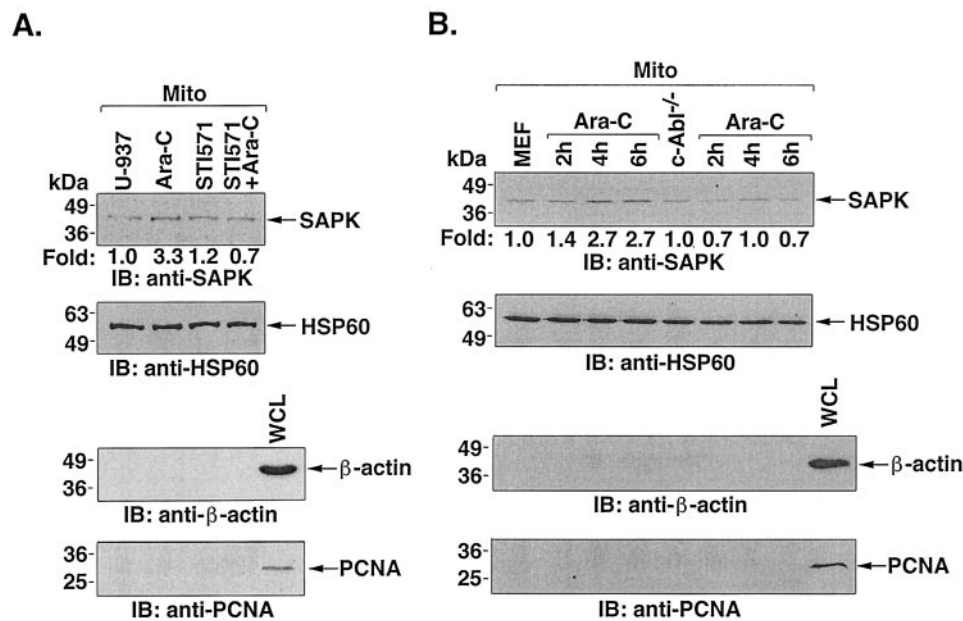 A.
Mito
U-937
Ara-C
STI571
STI571
+Ara-C
kDa
49-
36-
SAPK
Fold: 1.0 3.3 1.2 0.7
IB: anti-SAPK
63-
49-
HSP60
IB: anti-HSP60
WCL
49-
36-
β-actin
IB: anti-β-actin
36-
25-
PCNA
IB: anti-PCNA
B.
Mito
MEF
Ara-C
2h 4h 6h
c-Abl-/-
Ara-C
2h 4h 6h
kDa
49-
36-
SAPK
Fold: 1.0 1.4 2.7 2.7 1.0 0.7 1.0 0.7
IB: anti-SAPK
63-
49-
HSP60
IB: anti-HSP60
WCL
49-
36-
β-actin
IB: anti-β-actin
36-
25-
PCNA
IB: anti-PCNA